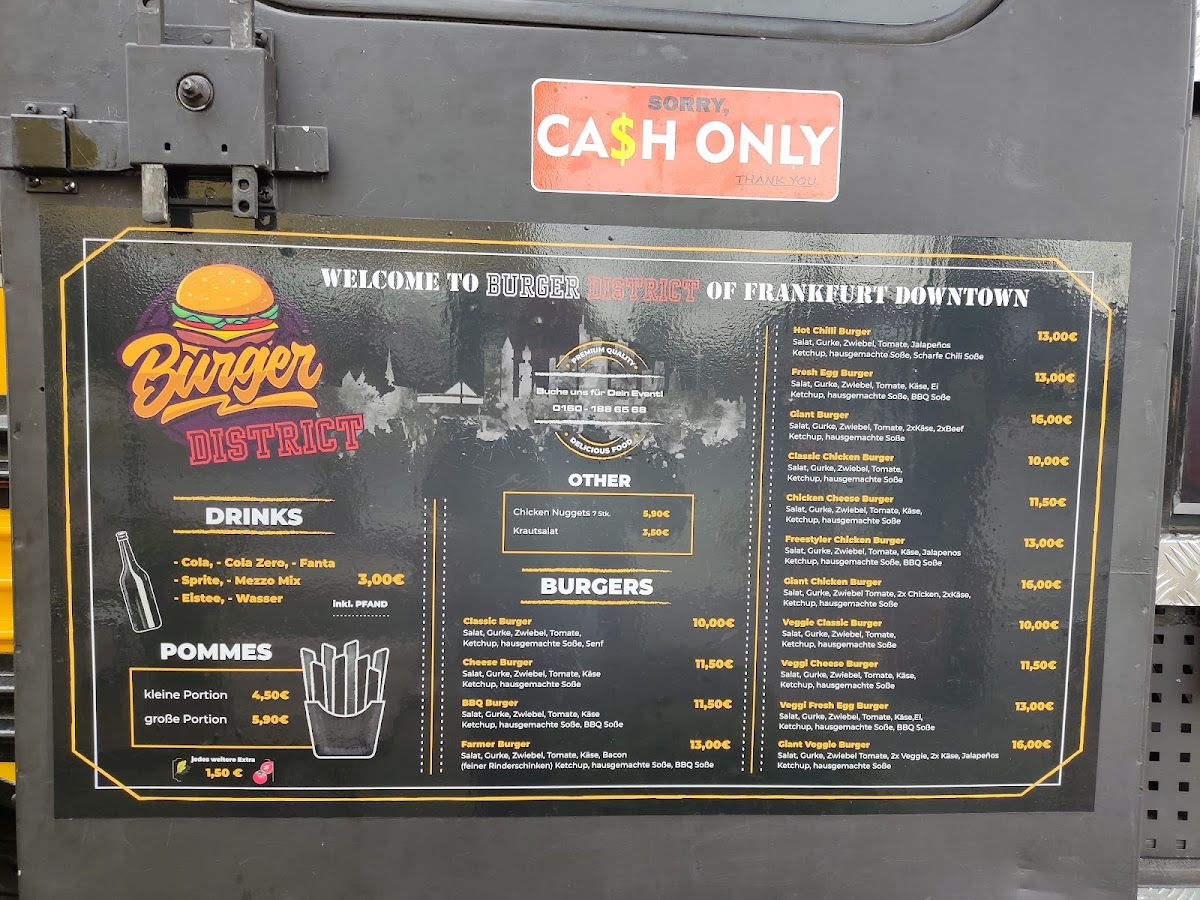 SORRY,
CA$H ONLY
THANK YOU
WELCOME TO BURGER DISTRICT OF FRANKFURT DOWNTOWN
Burger
DISTRICT
PREMIUM QUALITY
Buche uns für Dein Event!
0160 - 188 65 68
DELICIOUS FOOD
DRINKS
- Cola, - Cola Zero, - Fanta
- Sprite, - Mezzo Mix 3,00€
- Eistee, - Wasser
inkl. PFAND
POMMES
kleine Portion 4,50€
große Portion 5,90€
jedes weitere Extra
1,50 €
OTHER
Chicken Nuggets 7 Stk. 5,90€
Krautsalat 3,50€
BURGERS
Classic Burger 10,00€
Salat, Gurke, Zwiebel, Tomate,
Ketchup, hausgemachte Soße, Senf
Cheese Burger 11,50€
Salat, Gurke, Zwiebel, Tomate, Käse
Ketchup, hausgemachte Soße
BBQ Burger 11,50€
Salat, Gurke, Zwiebel, Tomate, Käse
Ketchup, hausgemachte Soße, BBQ Soße
Farmer Burger 13,00€
Salat, Gurke, Zwiebel, Tomate, Käse, Bacon
(feiner Rinderschinken) Ketchup, hausgemachte Soße, BBQ Soße
Hot Chilli Burger 13,00€
Salat, Gurke, Zwiebel, Tomate, Jalapeños
Ketchup, hausgemachte Soße, Scharfe Chili Soße
Fresh Egg Burger 13,00€
Salat, Gurke, Zwiebel, Tomate, Käse, Ei
Ketchup, hausgemachte Soße, BBQ Soße
Giant Burger 16,00€
Salat, Gurke, Zwiebel, Tomate, 2xKäse, 2xBeef
Ketchup, hausgemachte Soße
Classic Chicken Burger 10,00€
Salat, Gurke, Zwiebel, Tomate,
Ketchup, hausgemachte Soße
Chicken Cheese Burger 11,50€
Salat, Gurke, Zwiebel, Tomate, Käse,
Ketchup, hausgemachte Soße
Freestyler Chicken Burger 13,00€
Salat, Gurke, Zwiebel, Tomate, Käse, Jalapenos
Ketchup, hausgemachte Soße, BBQ Soße
Giant Chicken Burger 16,00€
Salat, Gurke, Zwiebel Tomate, 2x Chicken, 2xKäse,
Ketchup, hausgemachte Soße
Veggie Classic Burger 10,00€
Salat, Gurke, Zwiebel, Tomate,
Ketchup, hausgemachte Soße
Veggi Cheese Burger 11,50€
Salat, Gurke, Zwiebel, Tomate, Käse,
Ketchup, hausgemachte Soße
Veggi Fresh Egg Burger 13,00€
Salat, Gurke, Zwiebel, Tomate, Käse,Ei,
Ketchup, hausgemachte Soße, BBQ Soße
Giant Veggie Burger 16,00€
Salat, Gurke, Zwiebel Tomate, 2x Veggie, 2x Käse, Jalapeños
Ketchup, hausgemachte Soße